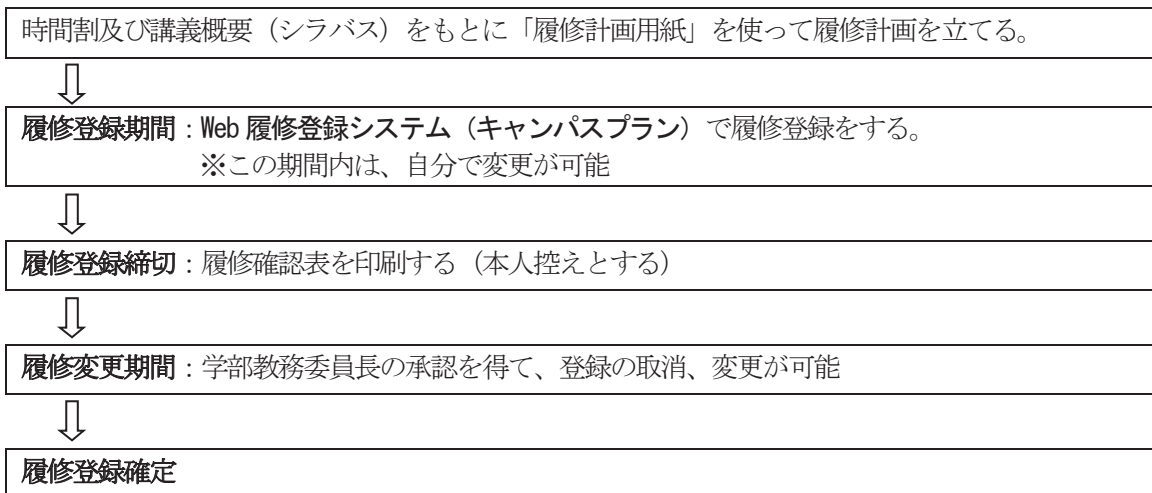 時間割及び講義概要（シラバス）をもとに「履修計画用紙」を使って履修計画を立てる。
履修登録期間：Web 履修登録システム（キャンパスプラン）で履修登録をする。
※この期間内は、自分で変更が可能
履修登録締切：履修確認表を印刷する（本人控えとする）
履修変更期間：学部教務委員長の承認を得て、登録の取消、変更が可能
履修登録確定